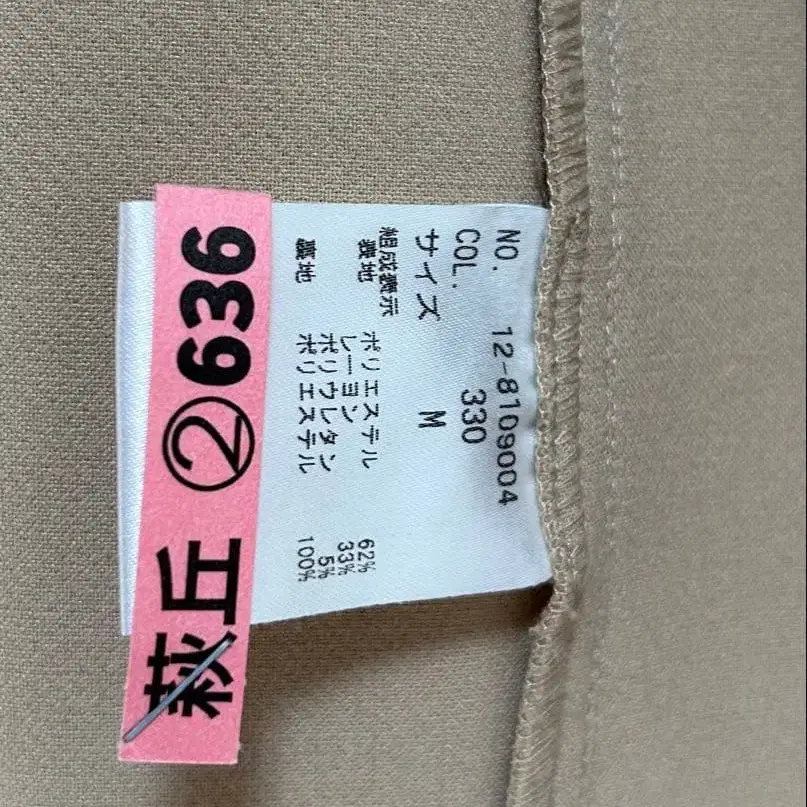 NO. 12-8109004
COL. 330
サイズ M
組成表示
表地 ポリエステル 62%
レーヨン 33%
ポリウレタン 5%
裏地 ポリエステル 100%
萩丘②636